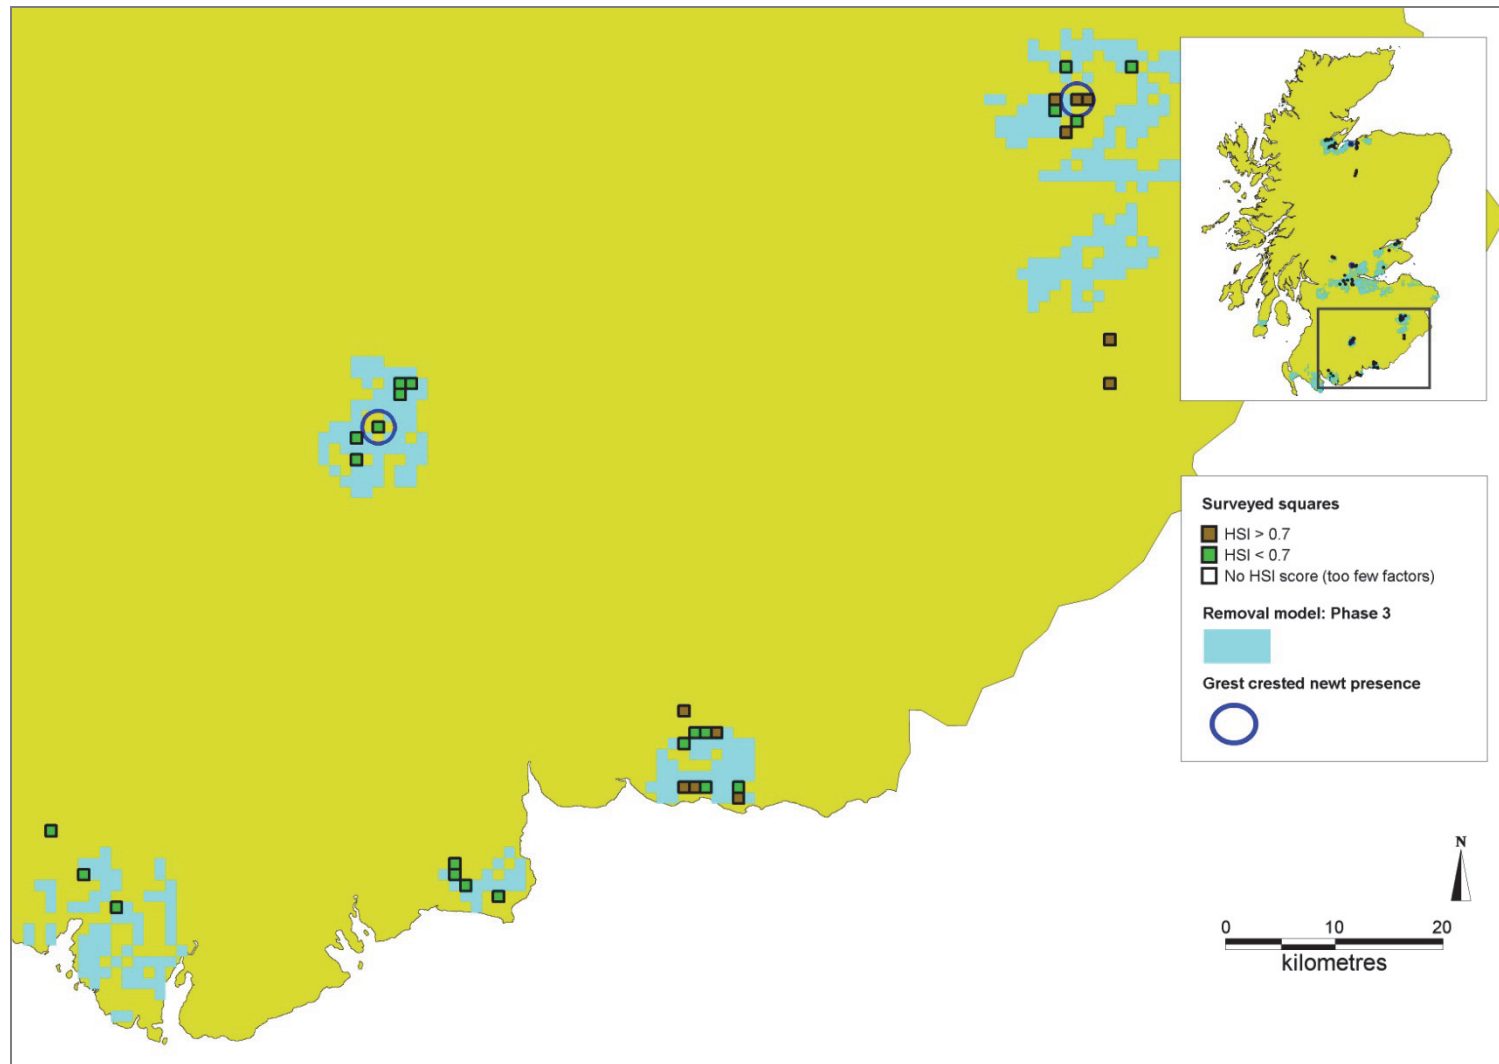 Surveyed squares
HSI > 0.7
HSI < 0.7
No HSI score (too few factors)
Removal model: Phase 3
Grest crested newt presence
N
0 10 20
kilometres